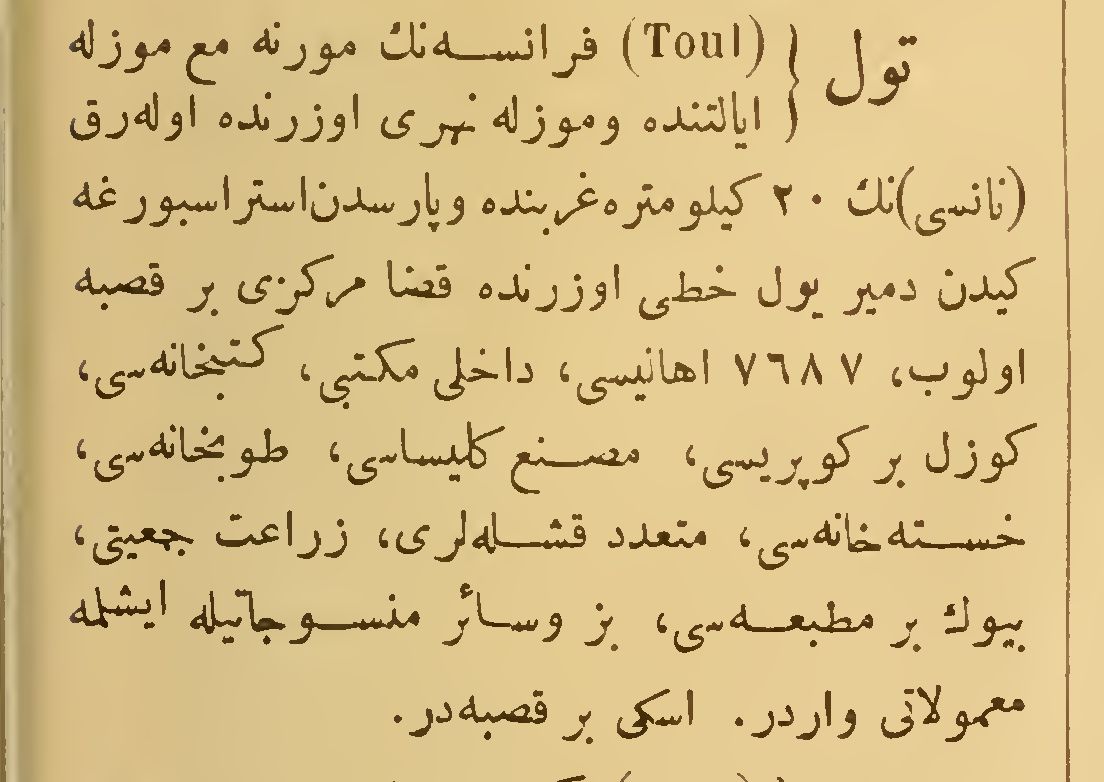 تول { (Toul) فرانسه‌نك مورته مع موزله
ایالتنده وموزله نهری اوزرنده اوله‌رق
(نانسی)نك ٢٠ کیلومتره غربنده وپارسدن استراسبورغه
کیدن دمیر یول خطی اوزرنده قضا مرکزی بر قصبه
اولوب، ٧٦٨٧ اهالیسی، داخلی مکتبی، کتبخانه‌سی،
کوزل بر کوپریسی، مصنع کلیساسی، طوبخانه‌سی،
خسته‌خانه‌سی، متعدد قشله‌لری، زراعت جمعیتی،
بیوك بر مطبعه‌سی، بز وسائر منسوجاتیله ایشلمه
معمولاتی واردر. اسکی بر قصبه‌در.